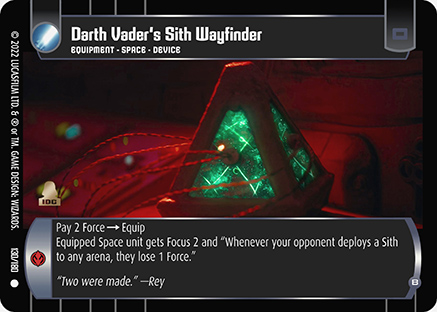 Darth Vader's Sith Wayfinder
EQUIPMENT • SPACE • DEVICE
© 2022 LUCASFILM LTD. & ® or TM. GAME DESIGN: WIZARDS.
IDC
Pay 2 Force → Equip
Equipped Space unit gets Focus 2 and “Whenever your opponent deploys a Sith
to any arena, they lose 1 Force.”
“Two were made.” —Rey
B